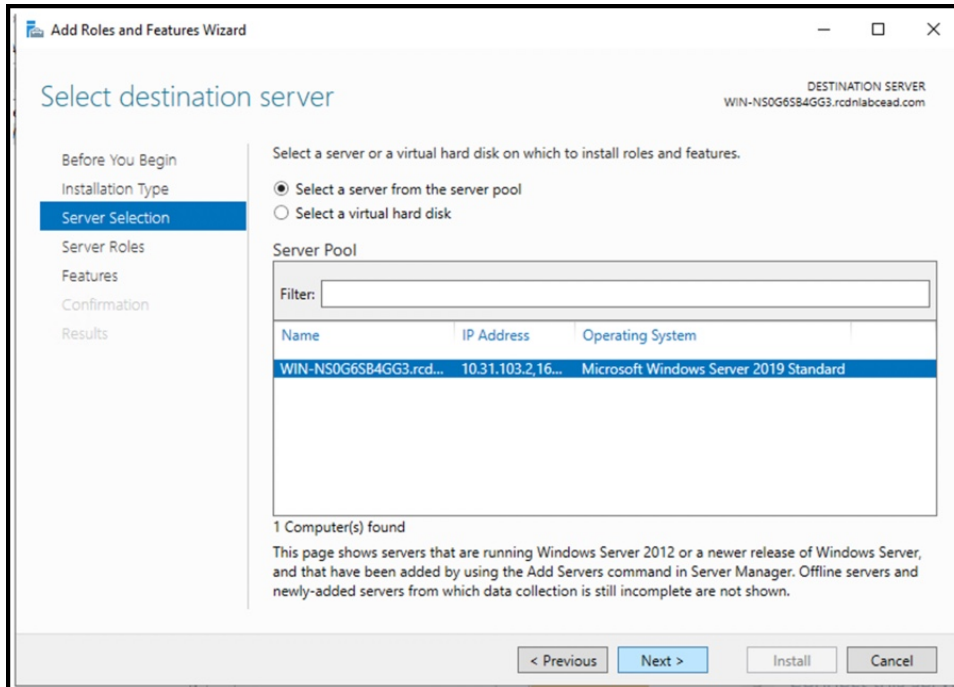 Add Roles and Features Wizard
Select destination server
DESTINATION SERVER
WIN-NS0G6SB4GG3.rcdnlabcead.com
Before You Begin
Installation Type
Server Selection
Server Roles
Features
Confirmation
Results
Select a server or a virtual hard disk on which to install roles and features.
Select a server from the server pool
Select a virtual hard disk
Server Pool
Filter:
Name IP Address Operating System
WIN-NS0G6SB4GG3.rcd... 10.31.103.2,16... Microsoft Windows Server 2019 Standard
1 Computer(s) found
This page shows servers that are running Windows Server 2012 or a newer release of Windows Server,
and that have been added by using the Add Servers command in Server Manager. Offline servers and
newly-added servers from which data collection is still incomplete are not shown.
< Previous Next > Install Cancel